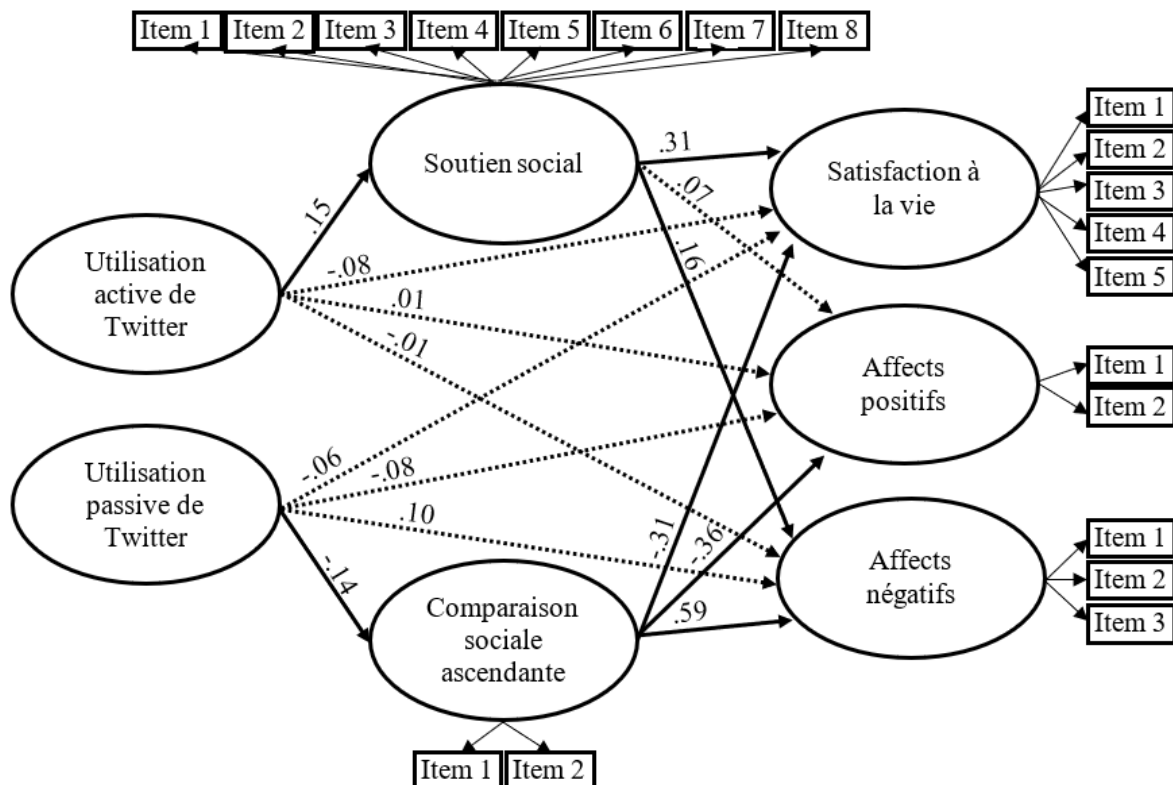 Item 1 Item 2 Item 3 Item 4 Item 5 Item 6 Item 7 Item 8
Soutien social
.31
.07
.16
.15
Utilisation
active de
Twitter
-.08
.01
-.01
Satisfaction à
la vie
Item 1
Item 2
Item 3
Item 4
Item 5
Affects
positifs
Item 1
Item 2
Utilisation
passive de
Twitter
-.06
-.08
.10
-.14
Comparaison
sociale
ascendante
-.31
-.36
.59
Affects
négatifs
Item 1
Item 2
Item 3
Item 1 Item 2